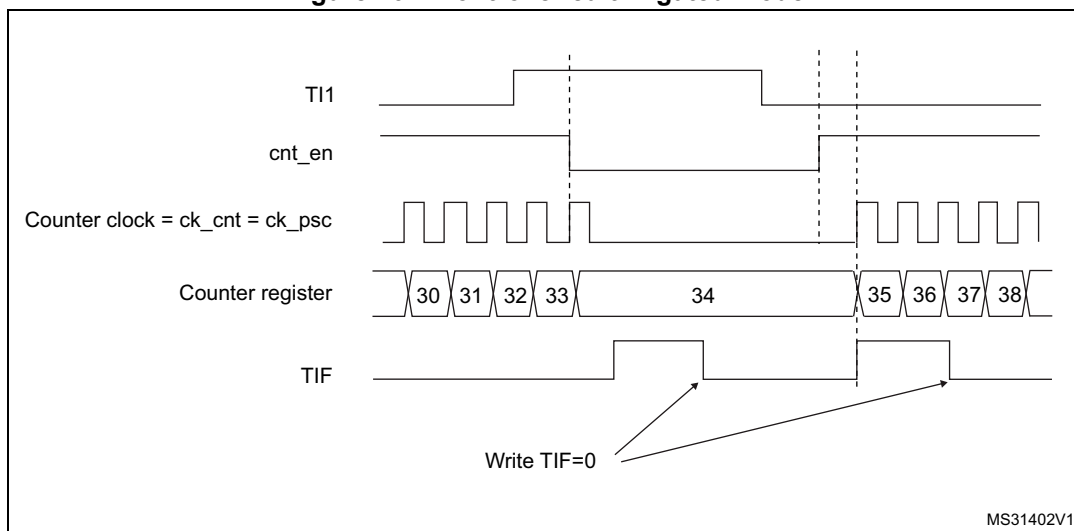 TI1
cnt_en
Counter clock = ck_cnt = ck_psc
Counter register
30 31 32 33 34 35 36 37 38
TIF
Write TIF=0
MS31402V1